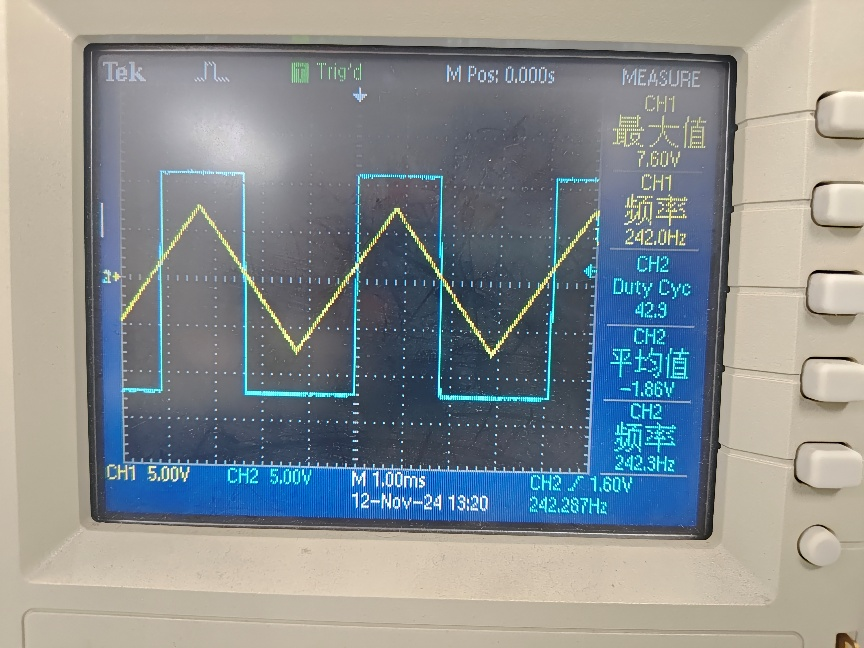 Tek Trig'd M Pos: 0.000s MEASURE
CH1
最大值
7.60V
CH1
频率
242.0Hz
CH2
Duty Cyc
42.9
CH2
平均值
-1.86V
CH2
频率
242.3Hz
CH1 5.00V CH2 5.00V M 1.00ms CH2 1.60V
12-Nov-24 13:20 242.287Hz